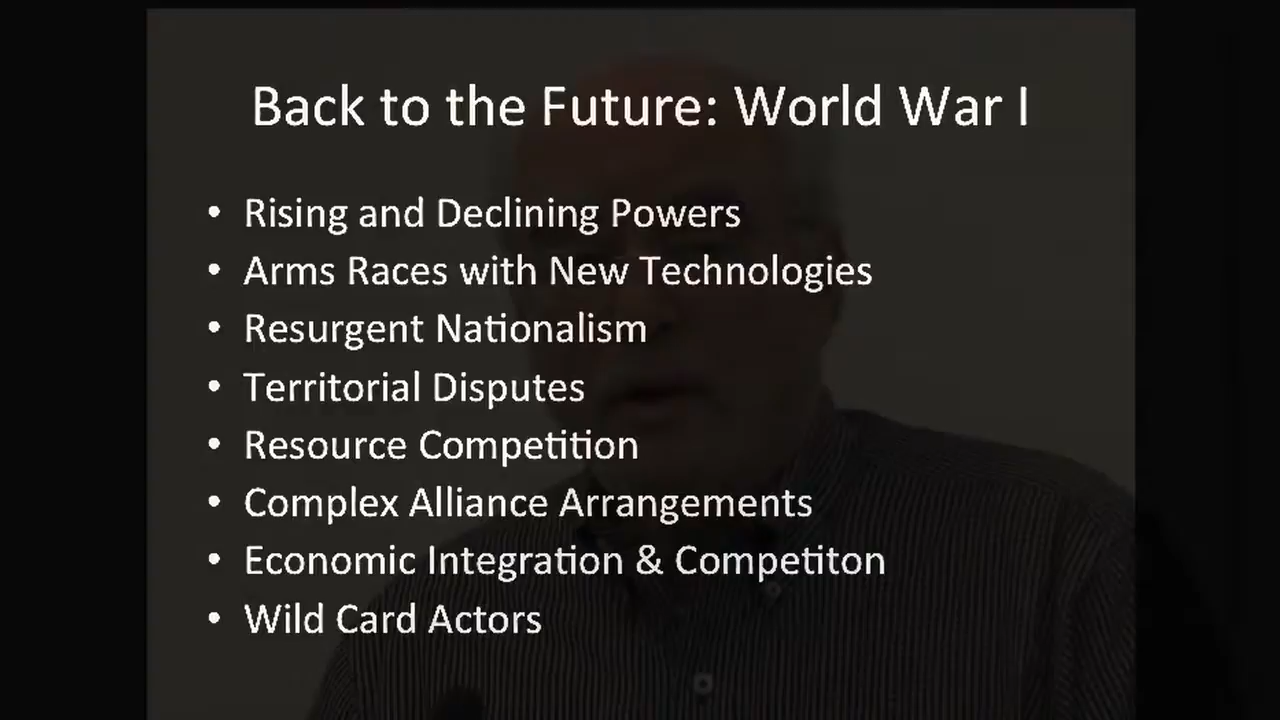 Back to the Future: World War I
• Rising and Declining Powers
• Arms Races with New Technologies
• Resurgent Nationalism
• Territorial Disputes
• Resource Competition
• Complex Alliance Arrangements
• Economic Integration & Competiton
• Wild Card Actors